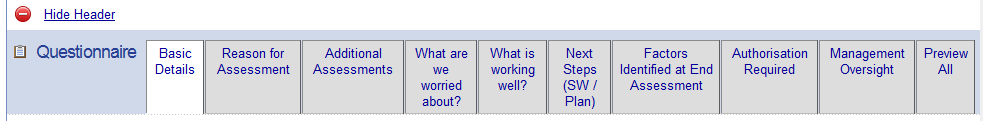 Hide Header
Questionnaire
Basic
Details
Reason for
Assessment
Additional
Assessments
What are
we
worried
about?
What is
working
well?
Next
Steps
(SW /
Plan)
Factors
Identified at End
Assessment
Authorisation
Required
Management
Oversight
Preview
All